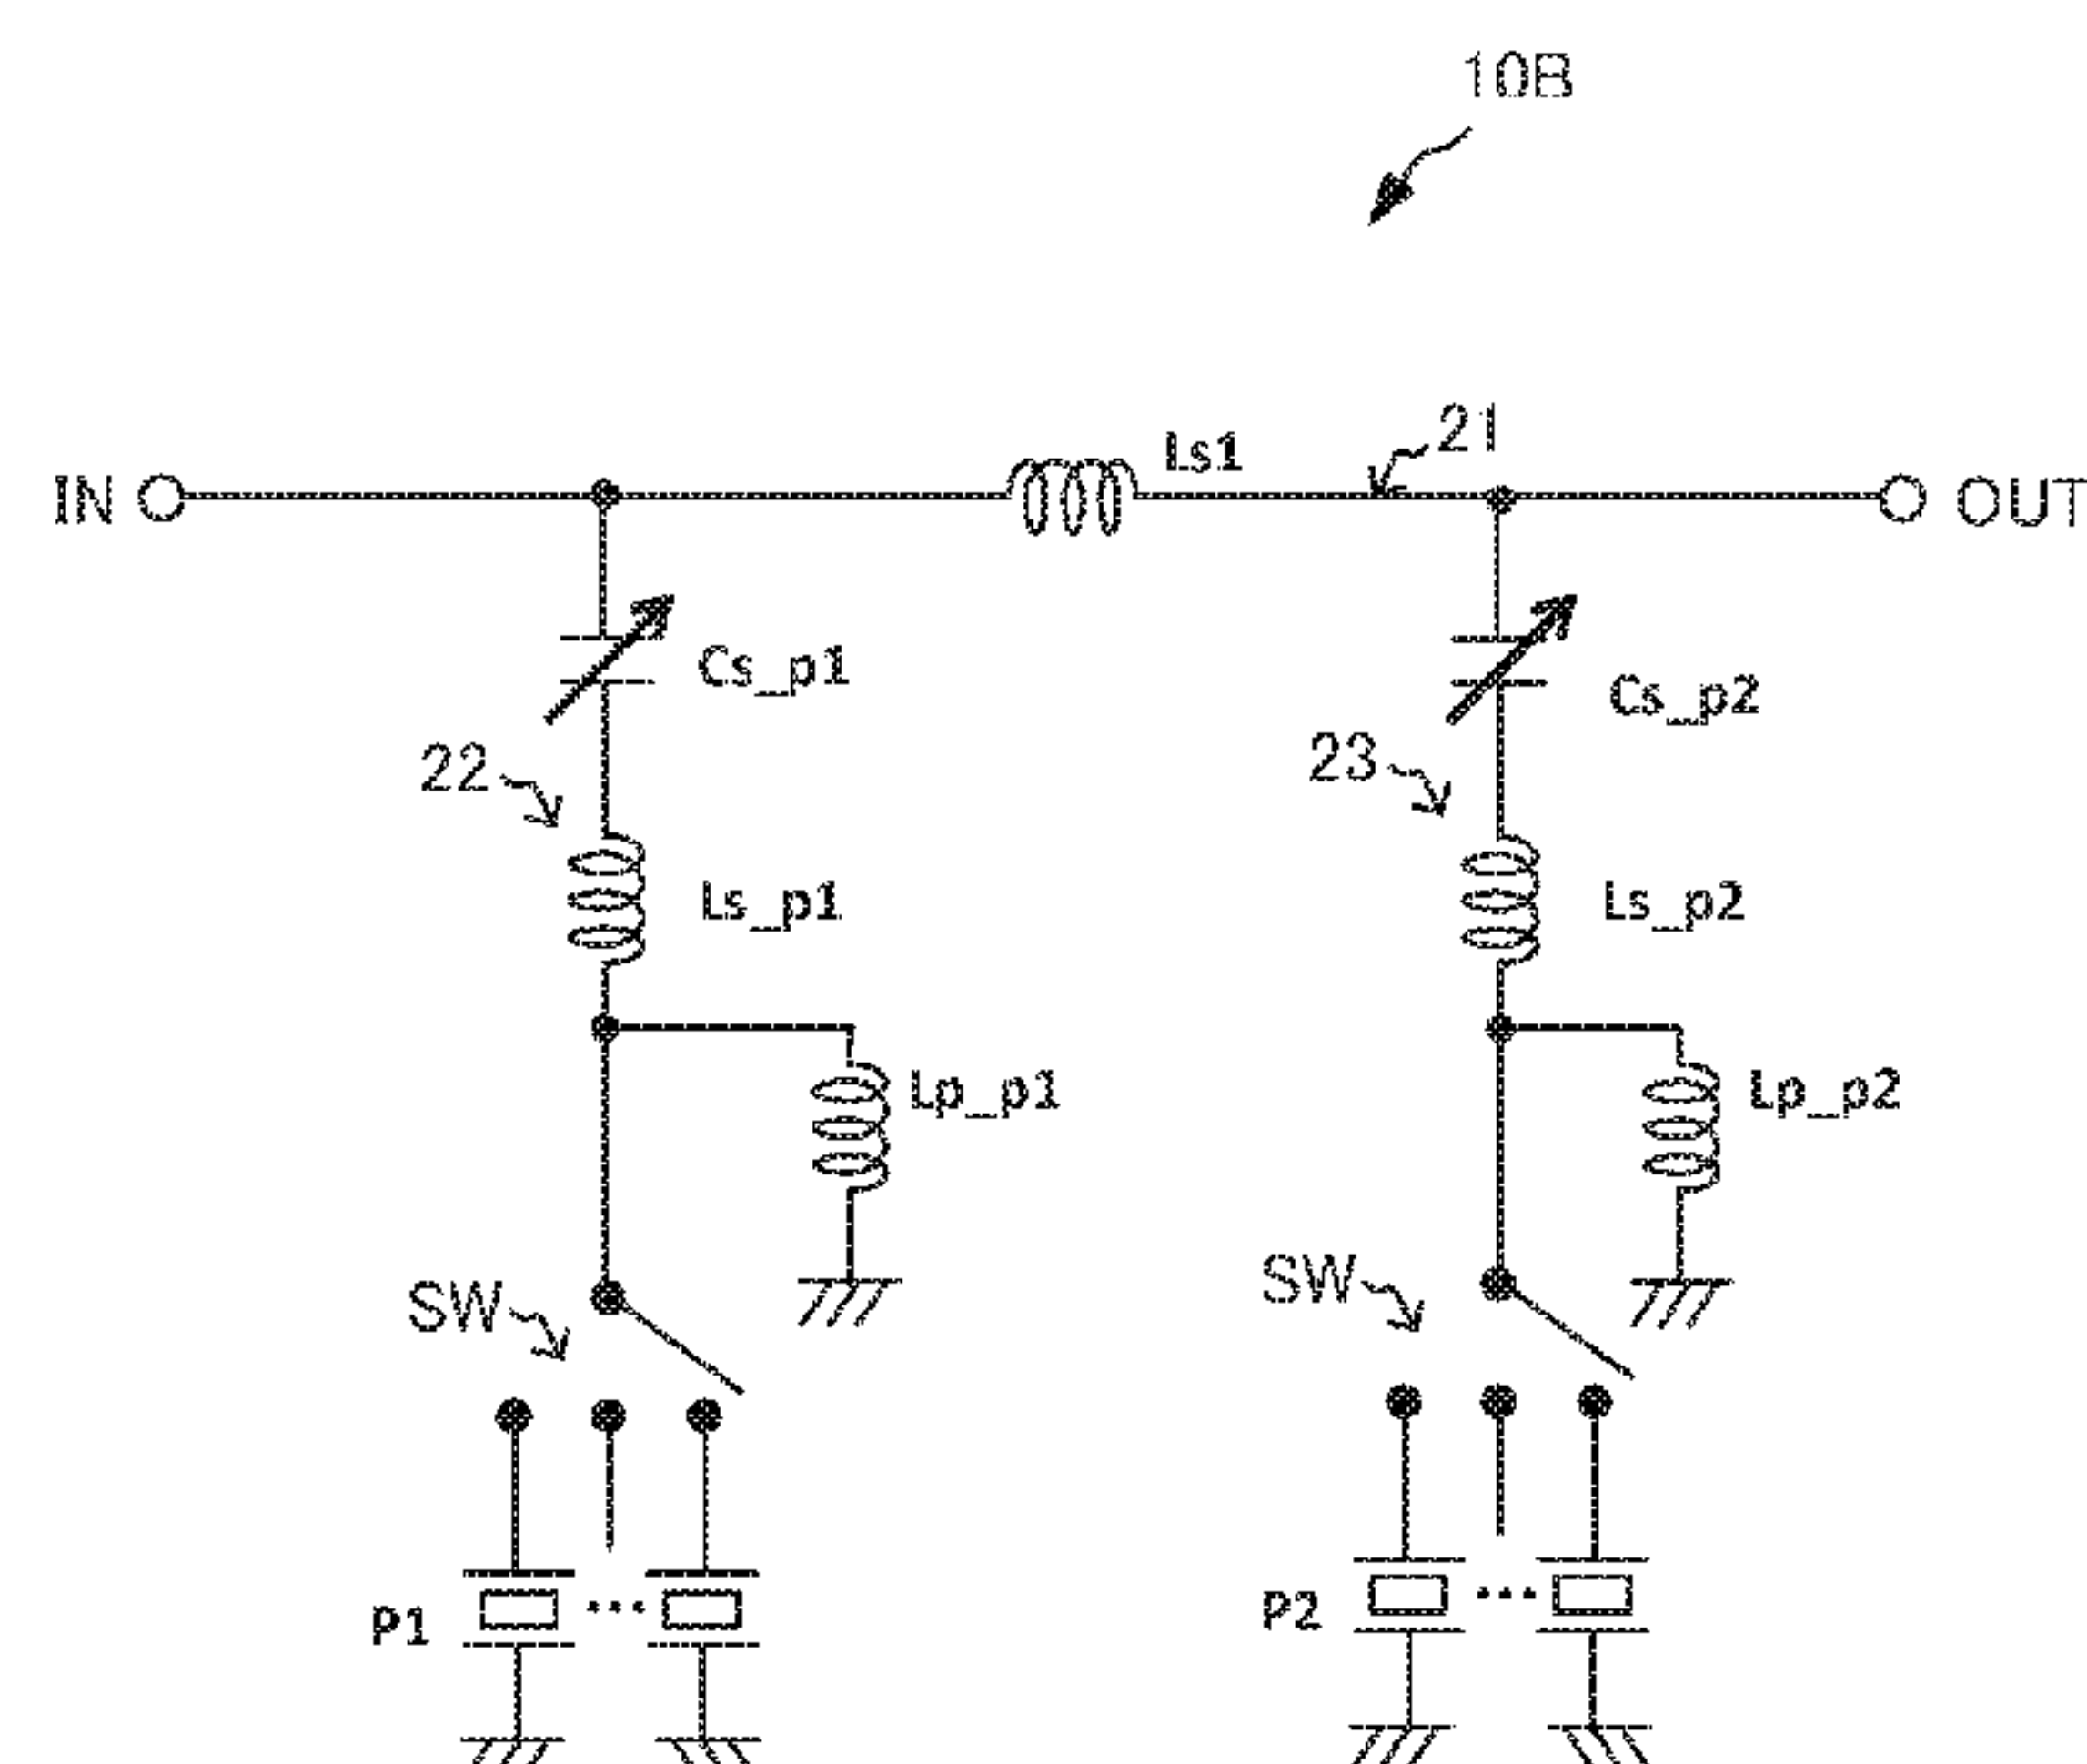 10B
Ls1
21
IN
OUT
Cs_p1
Cs_p2
22
23
Ls_p1
Ls_p2
Lp_p1
Lp_p2
SW
SW
P1
...
P2
...